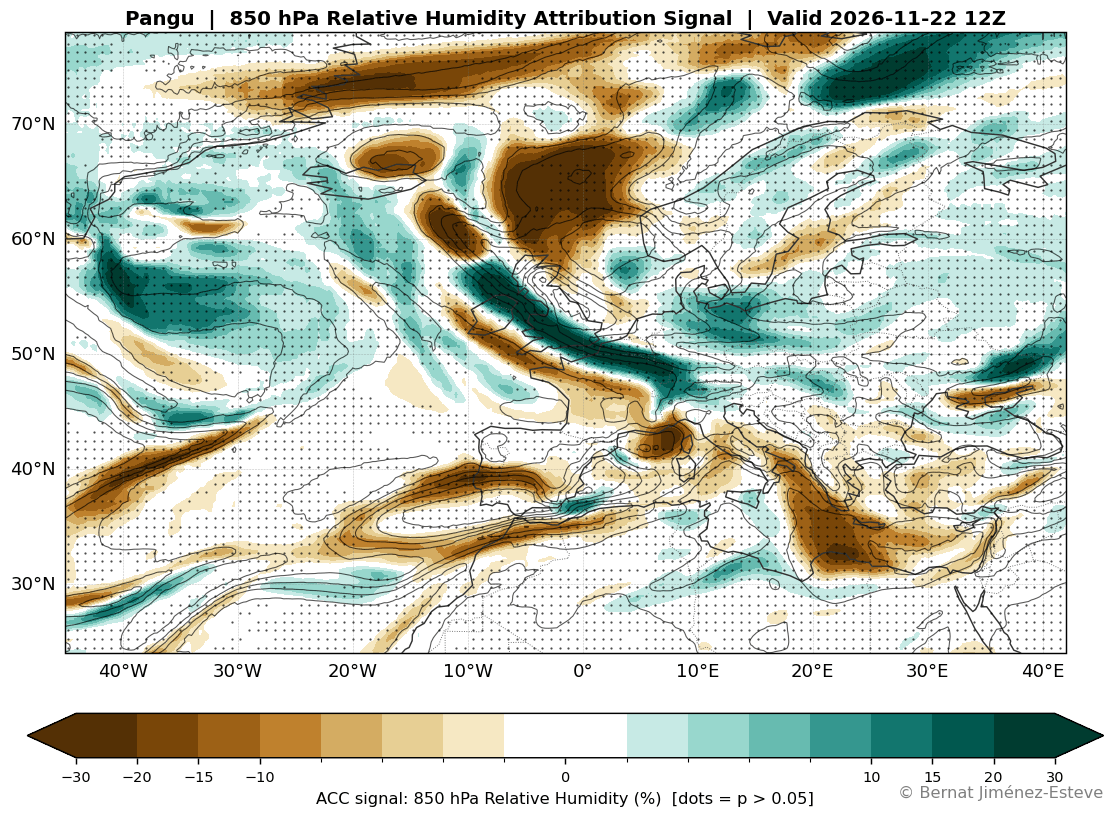 Pangu | 850 hPa Relative Humidity Attribution Signal | Valid 2026-11-22 12Z
70°N
60°N
50°N
40°N
30°N
40°W 30°W 20°W 10°W 0° 10°E 20°E 30°E 40°E
−30 −20 −15 −10 0 10 15 20 30
ACC signal: 850 hPa Relative Humidity (%) [dots = p > 0.05]
© Bernat Jiménez-Esteve